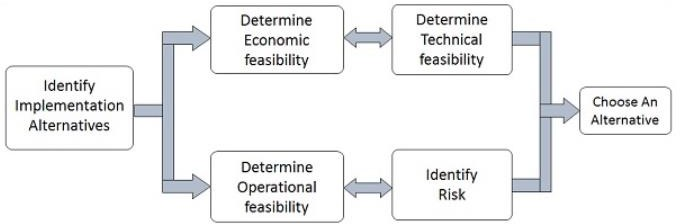 Identify
Implementation
Alternatives
Determine
Economic
feasibility
Determine
Technical
feasibility
Determine
Operational
feasibility
Identify
Risk
Choose An
Alternative